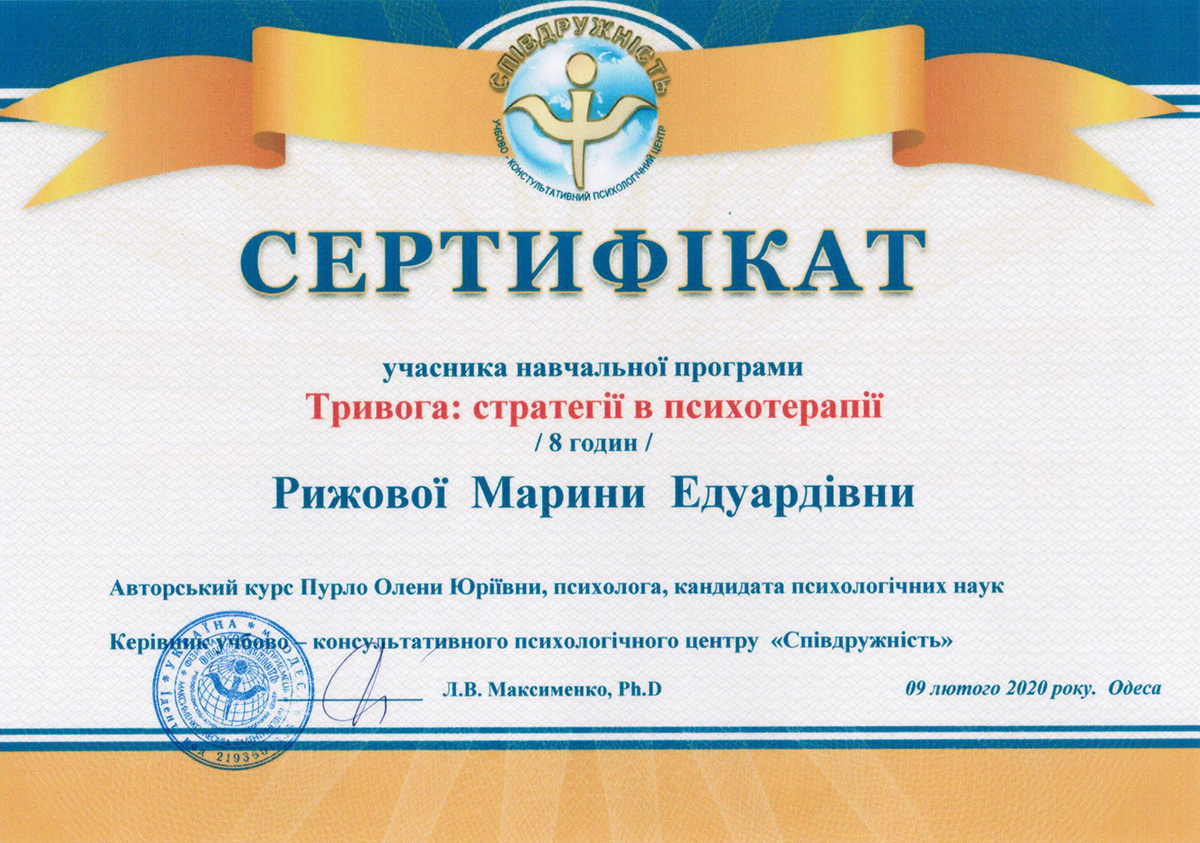 СПІВДРУЖНІСТЬ
УЧБОВО - КОНСУЛЬТАТИВНИЙ ПСИХОЛОГІЧНИЙ ЦЕНТР
СЕРТИФІКАТ
учасника навчальної програми
Тривога: стратегії в психотерапії
/ 8 годин /
Рижової Марини Едуардівни
Авторський курс Пурло Олени Юріївни, психолога, кандидата психологічних наук
Керівник учбово – консультативного психологічного центру «Співдружність»
Л.В. Максименко, Ph.D
09 лютого 2020 року. Одеса
УКРАЇНА * м. ОДЕС